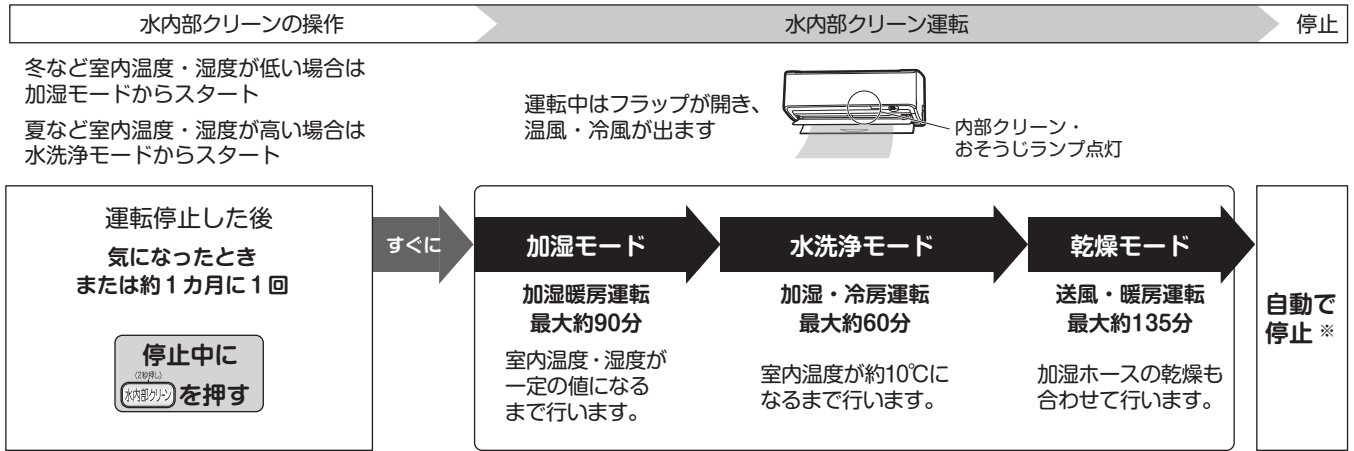 水内部クリーンの操作
水内部クリーン運転
停止
冬など室内温度・湿度が低い場合は
加湿モードからスタート
夏など室内温度・湿度が高い場合は
水洗浄モードからスタート
運転中はフラップが開き、
温風・冷風が出ます
内部クリーン・
おそうじランプ点灯
運転停止した後
気になったとき
または約1カ月に1回
停止中に
(2秒押し)
水内部クリーン を押す
すぐに
加湿モード
加湿暖房運転
最大約90分
室内温度・湿度が
一定の値になる
まで行います。
水洗浄モード
加湿・冷房運転
最大約60分
室内温度が約10℃に
なるまで行います。
乾燥モード
送風・暖房運転
最大約135分
加湿ホースの乾燥も
合わせて行います。
自動で
停止※